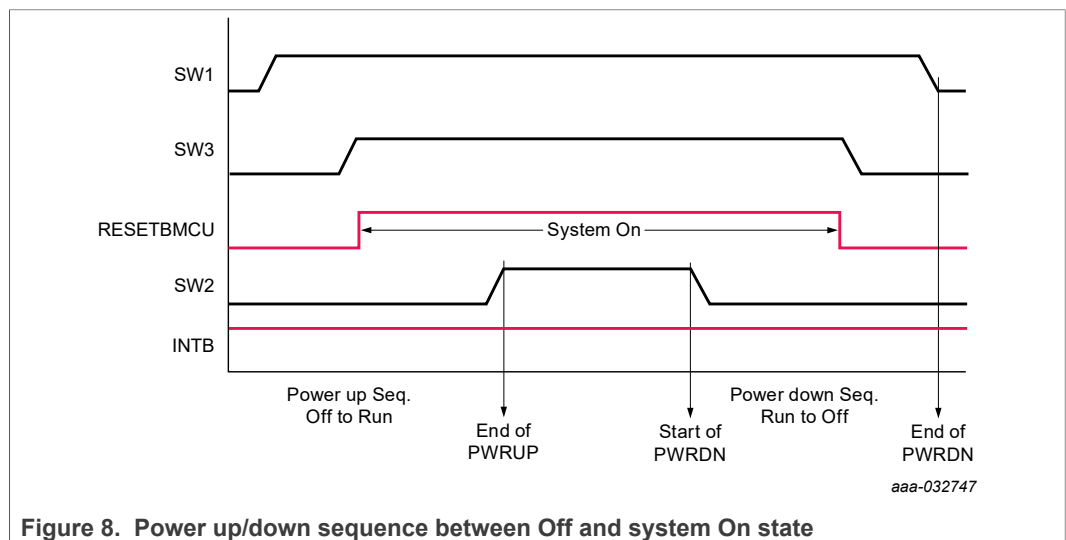 SW1
SW3
RESETBMCU
System On
SW2
INTB
Power up Seq.
Off to Run
End of
PWRUP
Start of
PWRDN
Power down Seq.
Run to Off
End of
PWRDN
aaa-032747
Figure 8. Power up/down sequence between Off and system On state